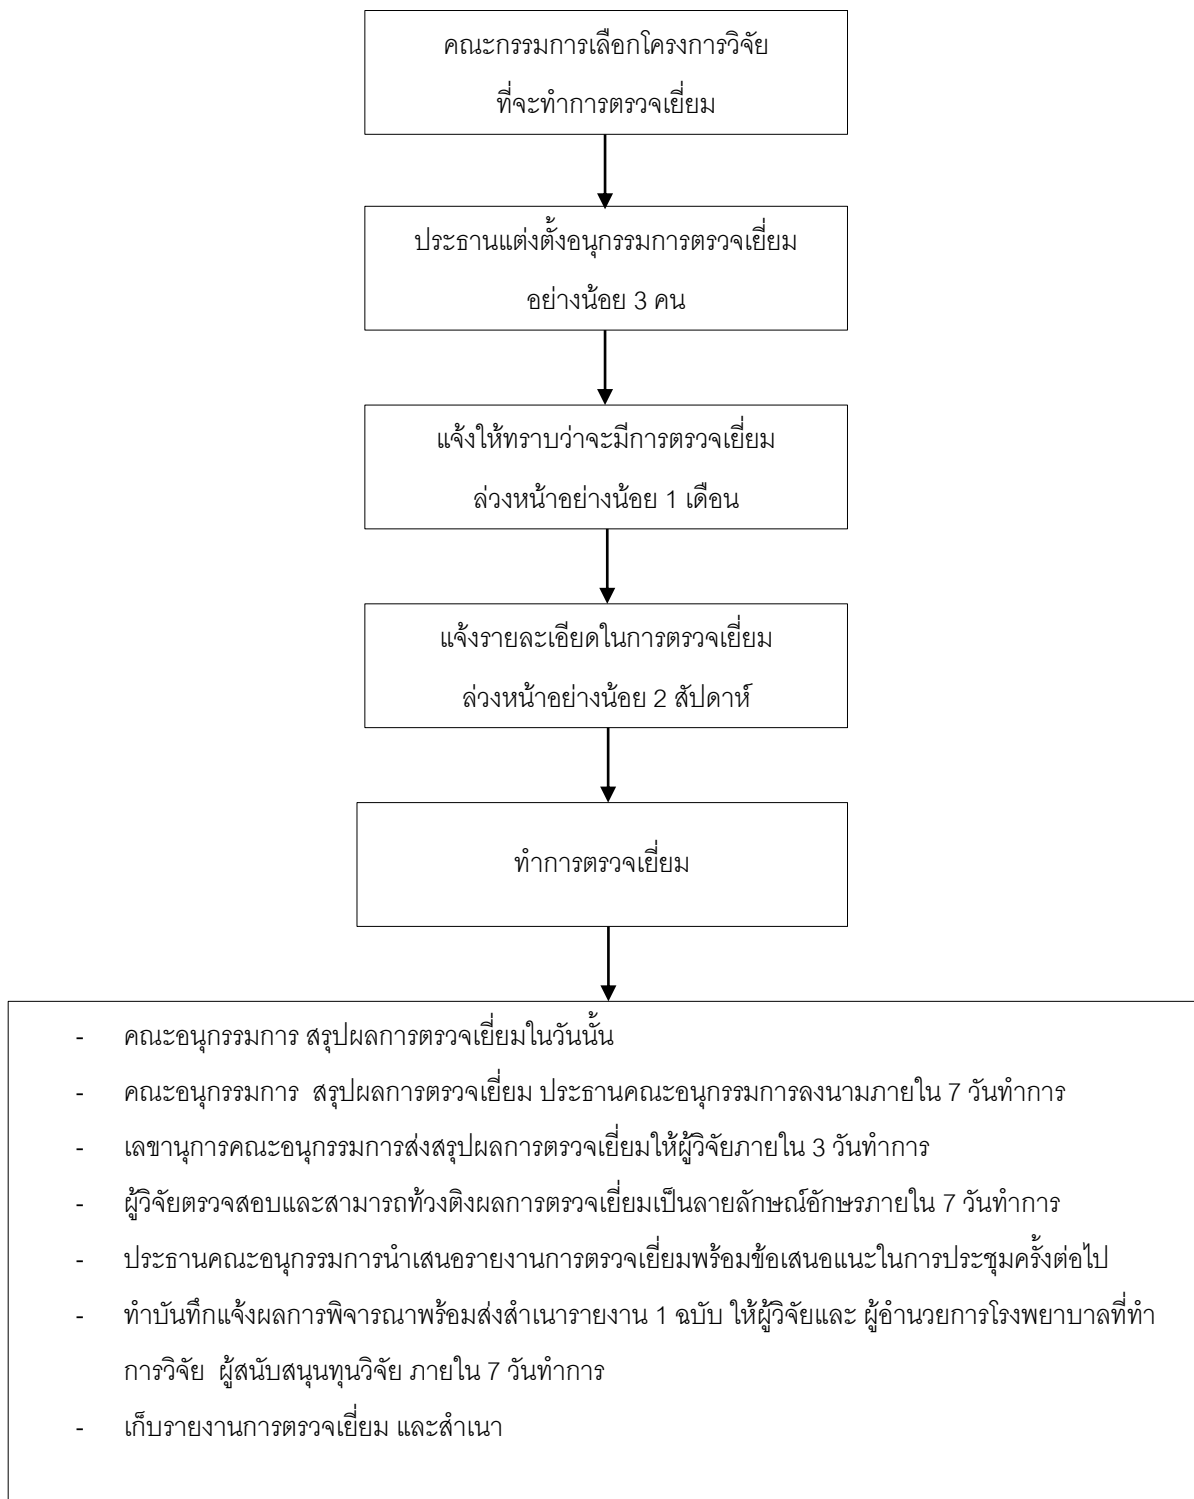 คณะกรรมการเลือกโครงการวิจัย
ที่จะทำการตรวจเยี่ยม
ประธานแต่งตั้งอนุกรรมการตรวจเยี่ยม
อย่างน้อย 3 คน
แจ้งให้ทราบว่าจะมีการตรวจเยี่ยม
ล่วงหน้าอย่างน้อย 1 เดือน
แจ้งรายละเอียดในการตรวจเยี่ยม
ล่วงหน้าอย่างน้อย 2 สัปดาห์
ทำการตรวจเยี่ยม
- คณะอนุกรรมการ สรุปผลการตรวจเยี่ยมในวันนั้น
- คณะอนุกรรมการ สรุปผลการตรวจเยี่ยม ประธานคณะอนุกรรมการลงนามภายใน 7 วันทำการ
- เลขานุการคณะอนุกรรมการส่งสรุปผลการตรวจเยี่ยมให้ผู้วิจัยภายใน 3 วันทำการ
- ผู้วิจัยตรวจสอบและสามารถท้วงติงผลการตรวจเยี่ยมเป็นลายลักษณ์อักษรภายใน 7 วันทำการ
- ประธานคณะอนุกรรมการนำเสนอรายงานการตรวจเยี่ยมพร้อมข้อเสนอแนะในการประชุมครั้งต่อไป
- ทำบันทึกแจ้งผลการพิจารณาพร้อมส่งสำเนารายงาน 1 ฉบับ ให้ผู้วิจัยและ ผู้อำนวยการโรงพยาบาลที่ทำ
การวิจัย ผู้สนับสนุนทุนวิจัย ภายใน 7 วันทำการ
- เก็บรายงานการตรวจเยี่ยม และสำเนา